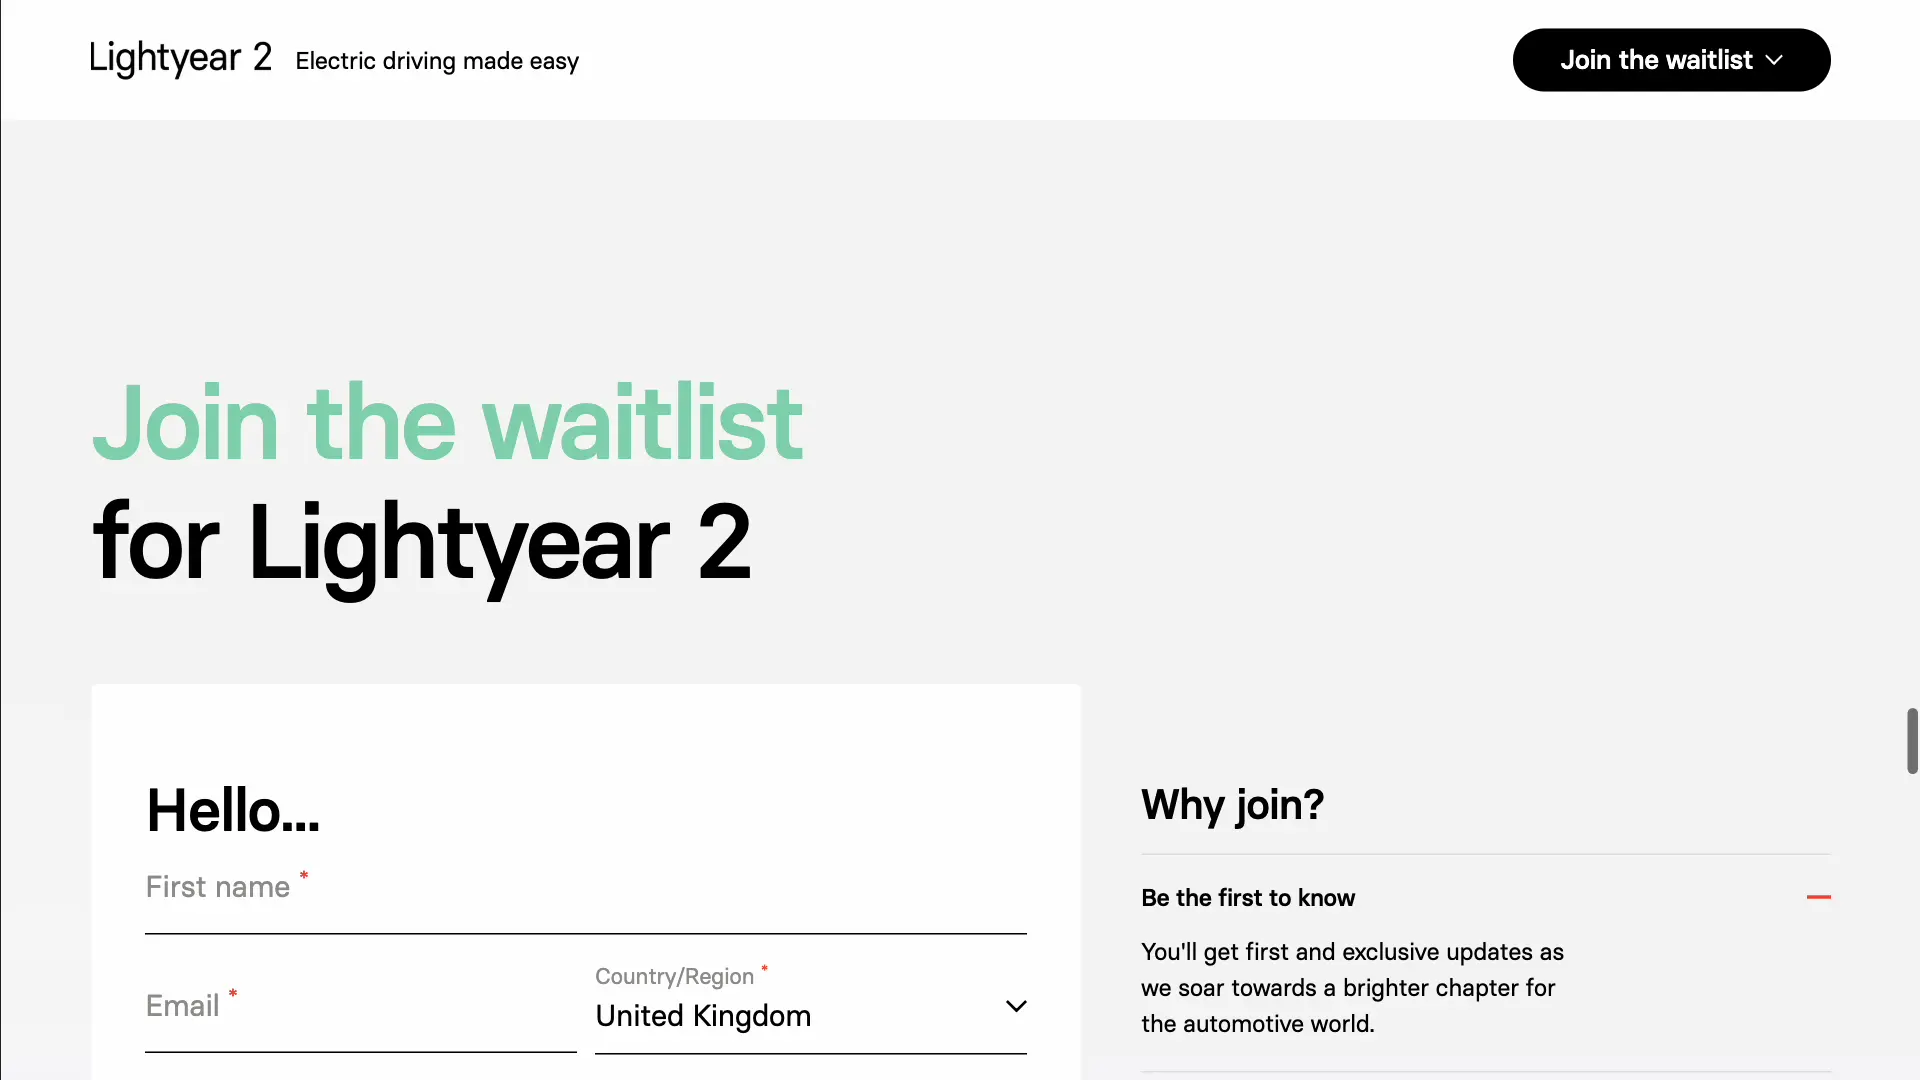 Lightyear 2 Electric driving made easy
Join the waitlist
Join the waitlist
for Lightyear 2
Hello...
First name *
Email *
Country/Region *
United Kingdom
Why join?
Be the first to know
You'll get first and exclusive updates as
we soar towards a brighter chapter for
the automotive world.